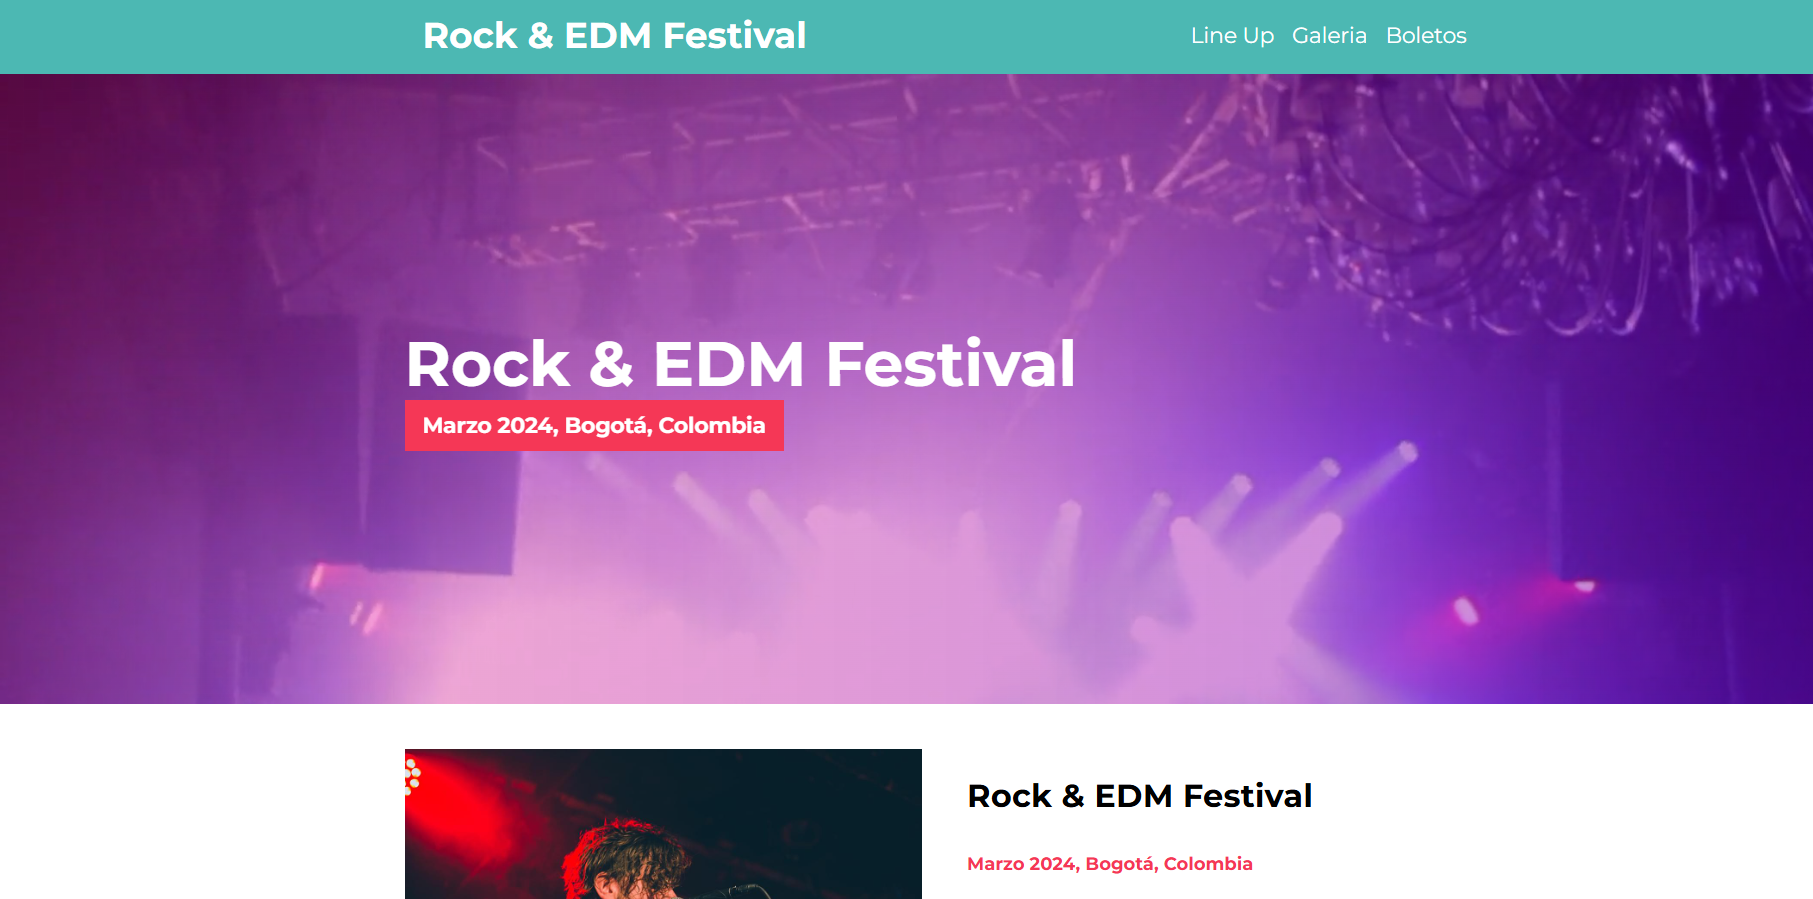 Rock & EDM Festival
Line Up Galeria Boletos
Rock & EDM Festival
Marzo 2024, Bogotá, Colombia
Rock & EDM Festival
Marzo 2024, Bogotá, Colombia